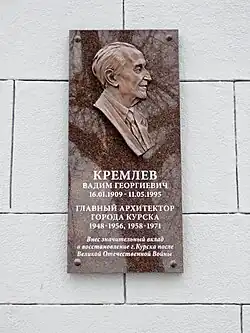 КРЕМЛЕВ
ВАДИМ ГЕОРГИЕВИЧ
16.01.1909 - 11.05.1995
ГЛАВНЫЙ АРХИТЕКТОР
ГОРОДА КУРСКА
1948-1956, 1958-1971
Внес значительный вклад
в восстановление г.Курска после
Великой Отечественной Войны